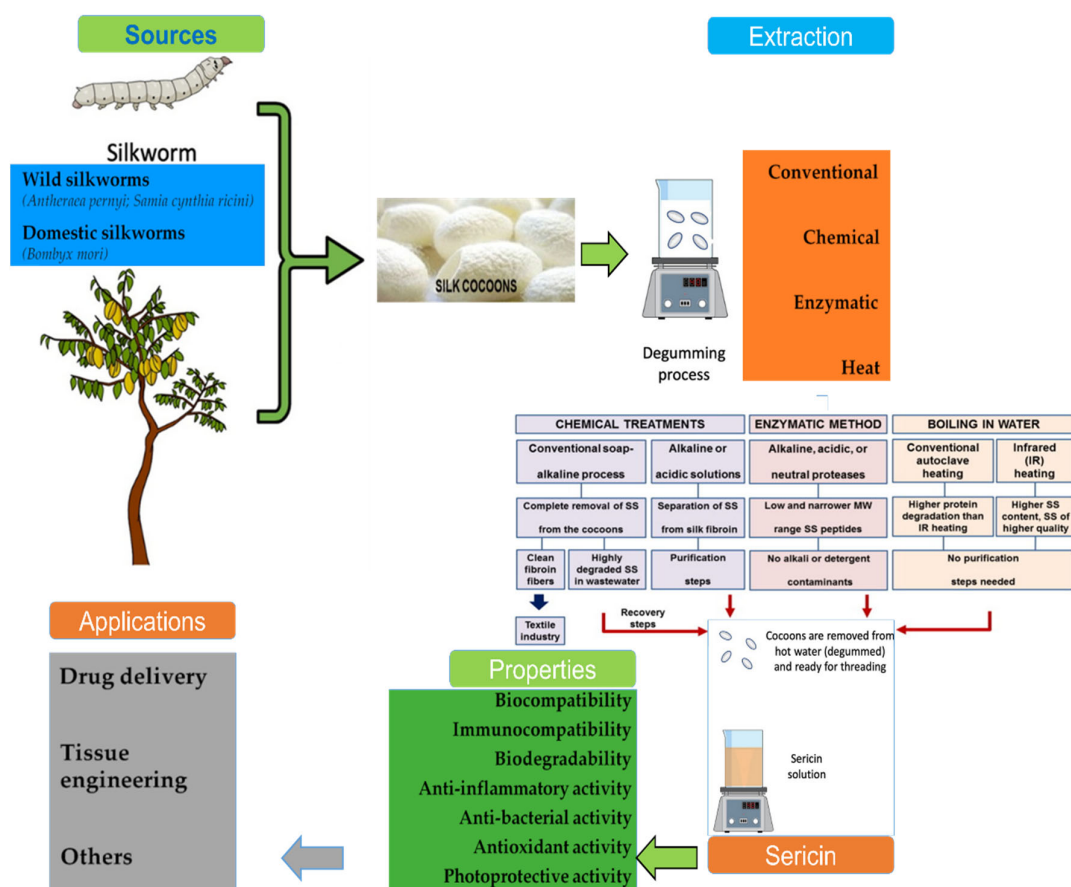 Sources
Extraction
Silkworm
Wild silkworms
(Antheraea pernyi; Samia cynthia ricini)
Domestic silkworms
(Bombyx mori)
SILK COCOONS
Degumming
process
Conventional
Chemical
Enzymatic
Heat
CHEMICAL TREATMENTS
Conventional soap-
alkaline process
Alkaline or
acidic solutions
Complete removal of SS
from the cocoons
Separation of SS
from silk fibroin
Clean
fibroin
fibers
Highly
degraded SS
in wastewater
Purification
steps
Textile
industry
ENZYMATIC METHOD
Alkaline, acidic, or
neutral proteases
Low and narrower MW
range SS peptides
No alkali or detergent
contaminants
BOILING IN WATER
Conventional
autoclave
heating
Infrared
(IR)
heating
Higher protein
degradation than
IR heating
Higher SS
content, SS of
higher quality
No purification
steps needed
Recovery
steps
Cocoons are removed from
hot water (degummed)
and ready for threading
Sericin
solution
Sericin
Properties
Biocompatibility
Immunocompatibility
Biodegradability
Anti-inflammatory activity
Anti-bacterial activity
Antioxidant activity
Photoprotective activity
Applications
Drug delivery
Tissue
engineering
Others